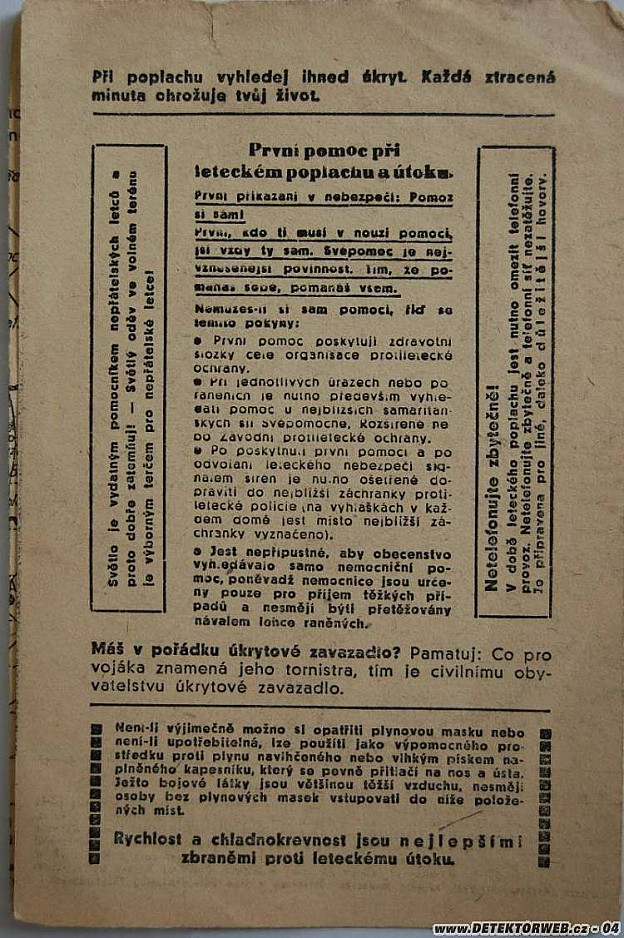 Při poplachu vyhledej ihned úkryt. Každá ztracená
minuta ohrožuje tvůj život.
Světlo je vydatným pomocníkem nepřátelských letců a
proto dobře zatemňuj! — Světlý oděv ve volném terénu
je výborným terčem pro nepřátelské letce!
První pomoc při
leteckém poplachu a útoku.
První přikázání v nebezpečí: Pomoz
si sám!
První, kdo ti musí v nouzi pomoci,
jsi vždy ty sám. Svépomoc je nej-
vznešenější povinností. Tím, že po-
máháš sobě, pomáháš všem.
Nemůžeš-li si sám pomoci, řiď se
těmito pokyny:
● První pomoc poskytují zdravotní
složky celé organisace protiletecké
ochrany.
● Při jednotlivých úrazech nebo po
raněních je nutno především vyhle-
dati pomoc u nejbližších samaritán-
ských sil Svépomocné, Rozšířené ne
bo Závodní protiletecké ochrany.
● Po poskytnutí první pomoci a po
odvolání leteckého nebezpečí sig-
nálem sirén je nutno ošetřené do-
praviti do nejbližší záchranky proti-
letecké policie (na vyhláškách v kaž-
dém domě jest místo nejbližší zá-
chranky vyznačeno).
● Jest nepřípustné, aby obecenstvo
vyhledávalo samo nemocniční po-
moc, poněvadž nemocnice jsou urče-
ny pouze pro příjem těžkých pří-
padů a nesmějí býti přetěžovány
návalem lehce raněných.
Netelefonujte zbytečně!
V době leteckého poplachu jest nutno omezit telefonní
provoz. Netelefonujte zbytečně a telefonní síť nezatěžujte.
Je připravena pro jiné, daleko důležitější hovory.
Máš v pořádku úkrytové zavazadlo? Pamatuj: Co pro
vojáka znamená jeho tornistra, tím je civilnímu oby-
vatelstvu úkrytové zavazadlo.
Není-li výjimečně možno si opatřiti plynovou masku nebo
není-li upotřebitelná, lze použíti jako výpomocného pro-
středku proti plynu navlhčeného nebo vlhkým pískem na-
plněného kapesníku, který se pevně přitlačí na nos a ústa.
Ježto bojové látky jsou většinou těžší vzduchu, nesmějí
osoby bez plynových masek vstupovati do níže polože-
ných míst.
Rychlost a chladnokrevnost jsou nejlepšími
zbraněmi proti leteckému útoku.
www.DETEKTORWEB.cz - 04